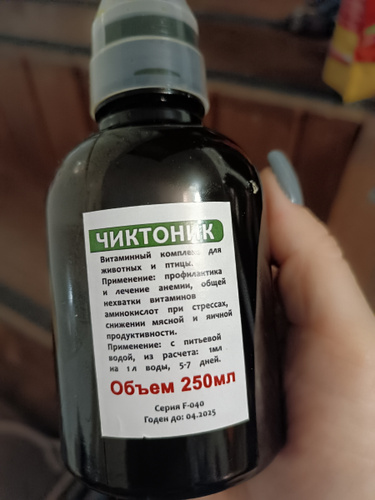 ЧИКТОНИК
Витаминный комплекс для
животных и птицы.
Применение: профилактика
и лечение анемии, общей
нехватки витаминов
аминокислот при стрессах,
снижении мясной и яичной
продуктивности.
Применение: с питьевой
водой, из расчета: 1мл
на 1л воды, 5-7 дней.
Объем 250мл
Серия F-040
Годен до: 04.2025